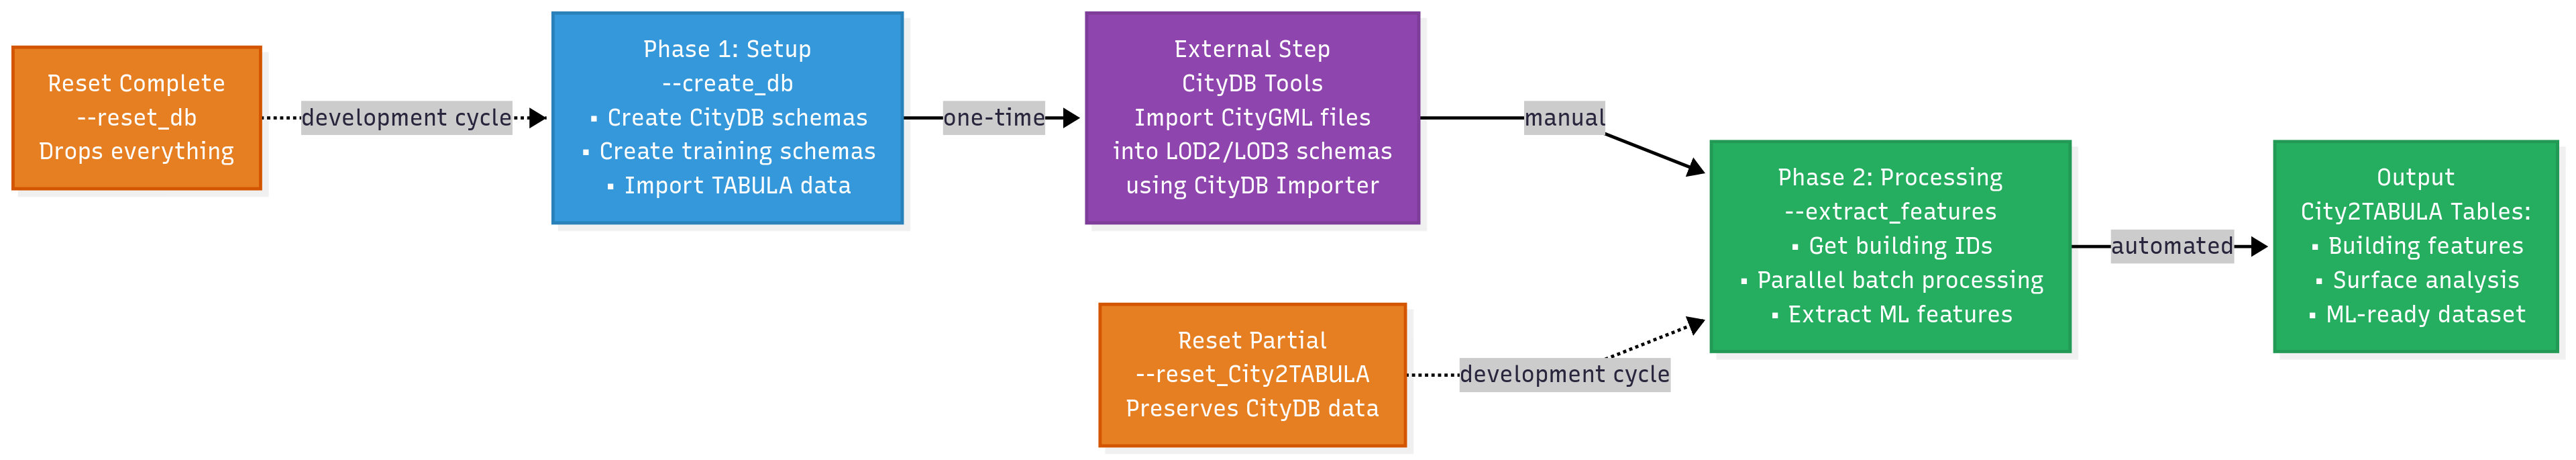 Reset Complete
--reset_db
Drops everything
development cycle
Phase 1: Setup
--create_db
▪ Create CityDB schemas
▪ Create training schemas
▪ Import TABULA data
one-time
External Step
CityDB Tools
Import CityGML files
into LOD2/LOD3 schemas
using CityDB Importer
manual
Reset Partial
--reset_City2TABULA
Preserves CityDB data
development cycle
Phase 2: Processing
--extract_features
▪ Get building IDs
▪ Parallel batch processing
▪ Extract ML features
automated
Output
City2TABULA Tables:
▪ Building features
▪ Surface analysis
▪ ML-ready dataset